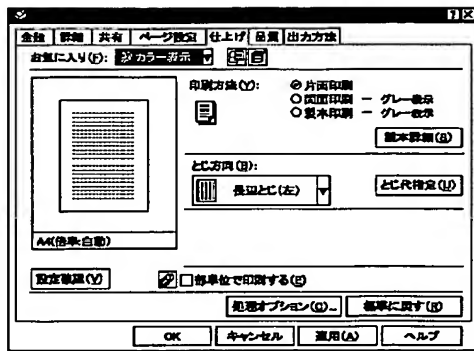 全般 詳細 共有 ページ設定 仕上げ 品質 出力方法
お気に入り(F): カラー表示
印刷方法(Y): 片面印刷
両面印刷 － グレー表示
製本印刷 － グレー表示
製本詳細(B)
とじ方向(B):
長辺とじ(左) とじ代指定(U)
A4(倍率:自動)
設定確認(V) 部単位で印刷する(E)
処理オプション(G)... 標準に戻す(R)
OK キャンセル 適用(A) ヘルプ